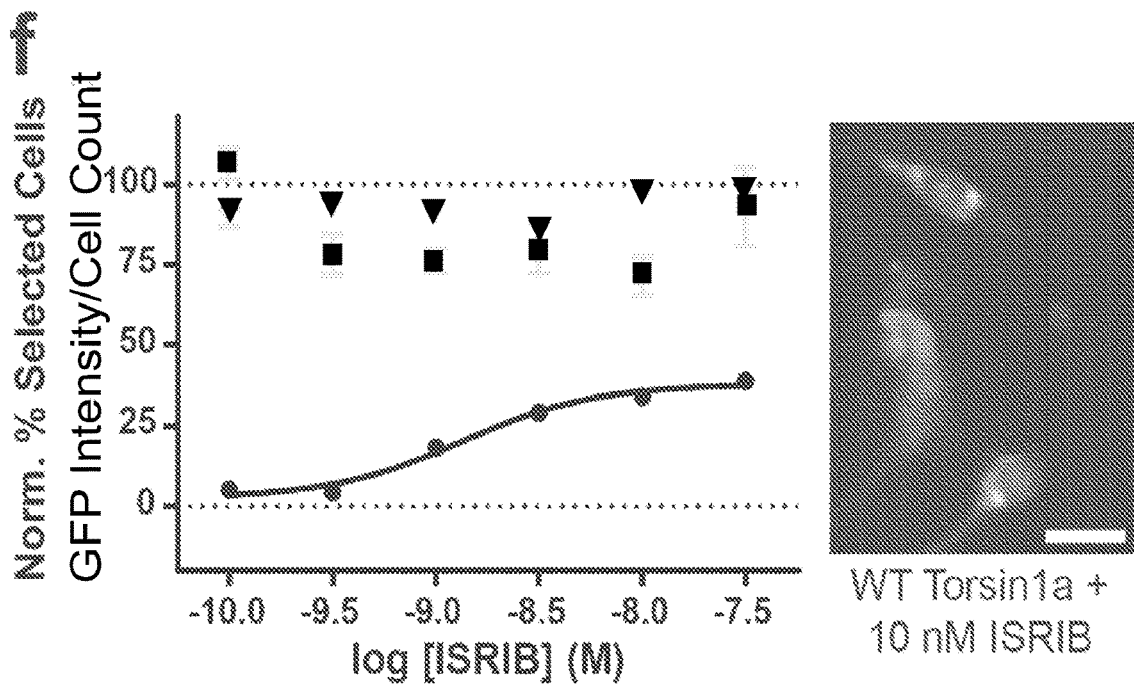 f
Norm. % Selected Cells
GFP Intensity/Cell Count
100
75
50
25
0
-10.0
-9.5
-9.0
-8.5
-8.0
-7.5
log [ISRIB] (M)
WT Torsin1a +
10 nM ISRIB